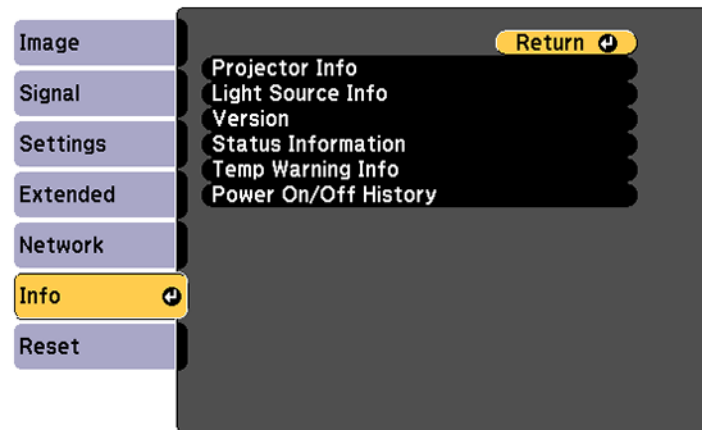 Image
Signal
Settings
Extended
Network
Info
Reset
Return
Projector Info
Light Source Info
Version
Status Information
Temp Warning Info
Power On/Off History